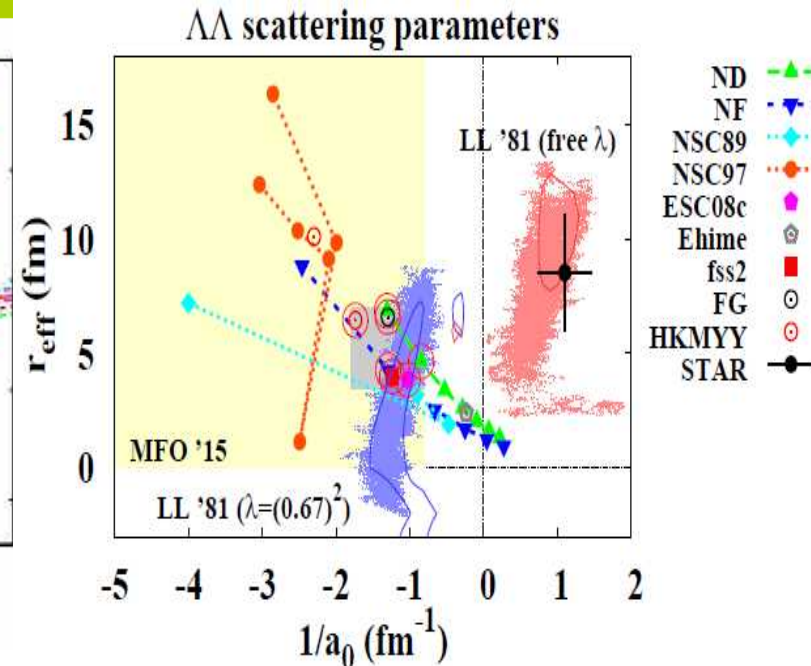 ΛΛ scattering parameters
15
10
5
0
r_eff (fm)
LL '81 (free λ)
MFO '15
LL '81 (λ=(0.67)^2)
-5 -4 -3 -2 -1 0 1 2
1/a_0 (fm^-1)
ND
NF
NSC89
NSC97
ESC08c
Ehime
fss2
FG
HKMYY
STAR